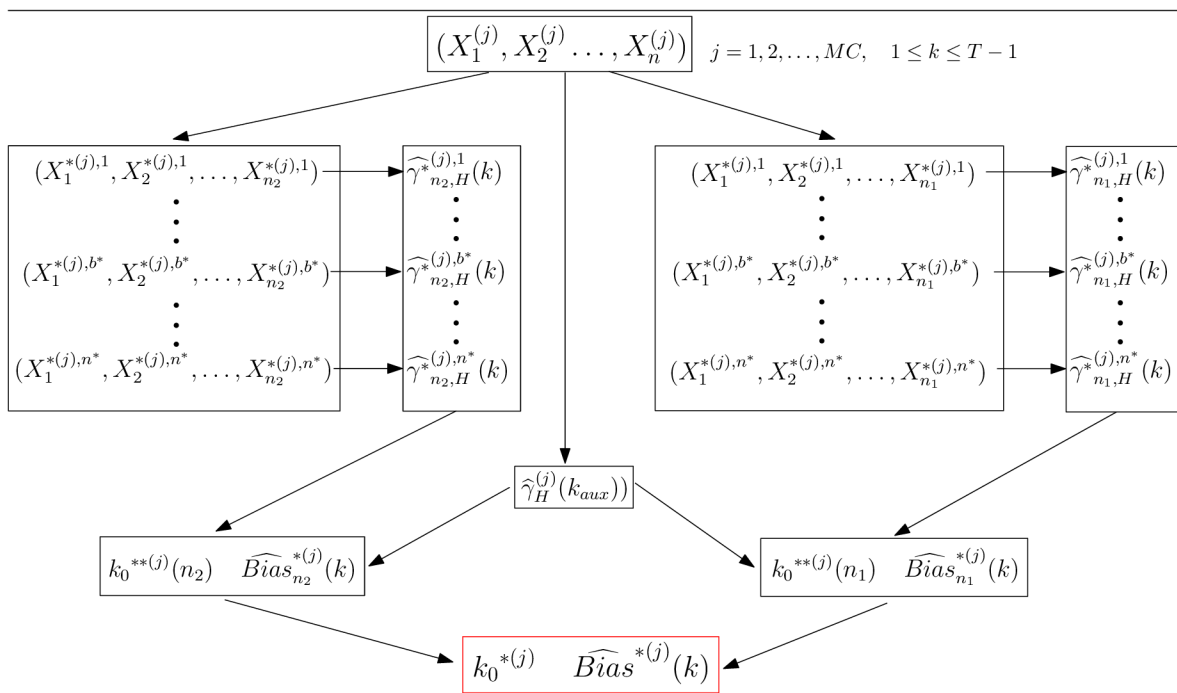 $(X_1^{(j)}, X_2^{(j)} \ldots, X_n^{(j)})$ $j = 1, 2, \ldots, MC, \quad 1 \leq k \leq T - 1$
$(X_1^{*(j),1}, X_2^{*(j),1}, \ldots, X_{n_2}^{*(j),1})$ $\widehat{\gamma^*}_{n_2,H}^{(j),1}(k)$ $(X_1^{*(j),1}, X_2^{*(j),1}, \ldots, X_{n_1}^{*(j),1})$ $\widehat{\gamma^*}_{n_1,H}^{(j),1}(k)$
$(X_1^{*(j),b^*}, X_2^{*(j),b^*}, \ldots, X_{n_2}^{*(j),b^*})$ $\widehat{\gamma^*}_{n_2,H}^{(j),b^*}(k)$ $(X_1^{*(j),b^*}, X_2^{*(j),b^*}, \ldots, X_{n_1}^{*(j),b^*})$ $\widehat{\gamma^*}_{n_1,H}^{(j),b^*}(k)$
$(X_1^{*(j),n^*}, X_2^{*(j),n^*}, \ldots, X_{n_2}^{*(j),n^*})$ $\widehat{\gamma^*}_{n_2,H}^{(j),n^*}(k)$ $(X_1^{*(j),n^*}, X_2^{*(j),n^*}, \ldots, X_{n_1}^{*(j),n^*})$ $\widehat{\gamma^*}_{n_1,H}^{(j),n^*}(k)$
$\widehat{\gamma}_H^{(j)}(k_{aux}))$
${k_0}^{**(j)}(n_2) \quad \widehat{Bias}_{n_2}^{*(j)}(k)$ ${k_0}^{**(j)}(n_1) \quad \widehat{Bias}_{n_1}^{*(j)}(k)$
${k_0}^{*(j)} \quad \widehat{Bias}^{*(j)}(k)$